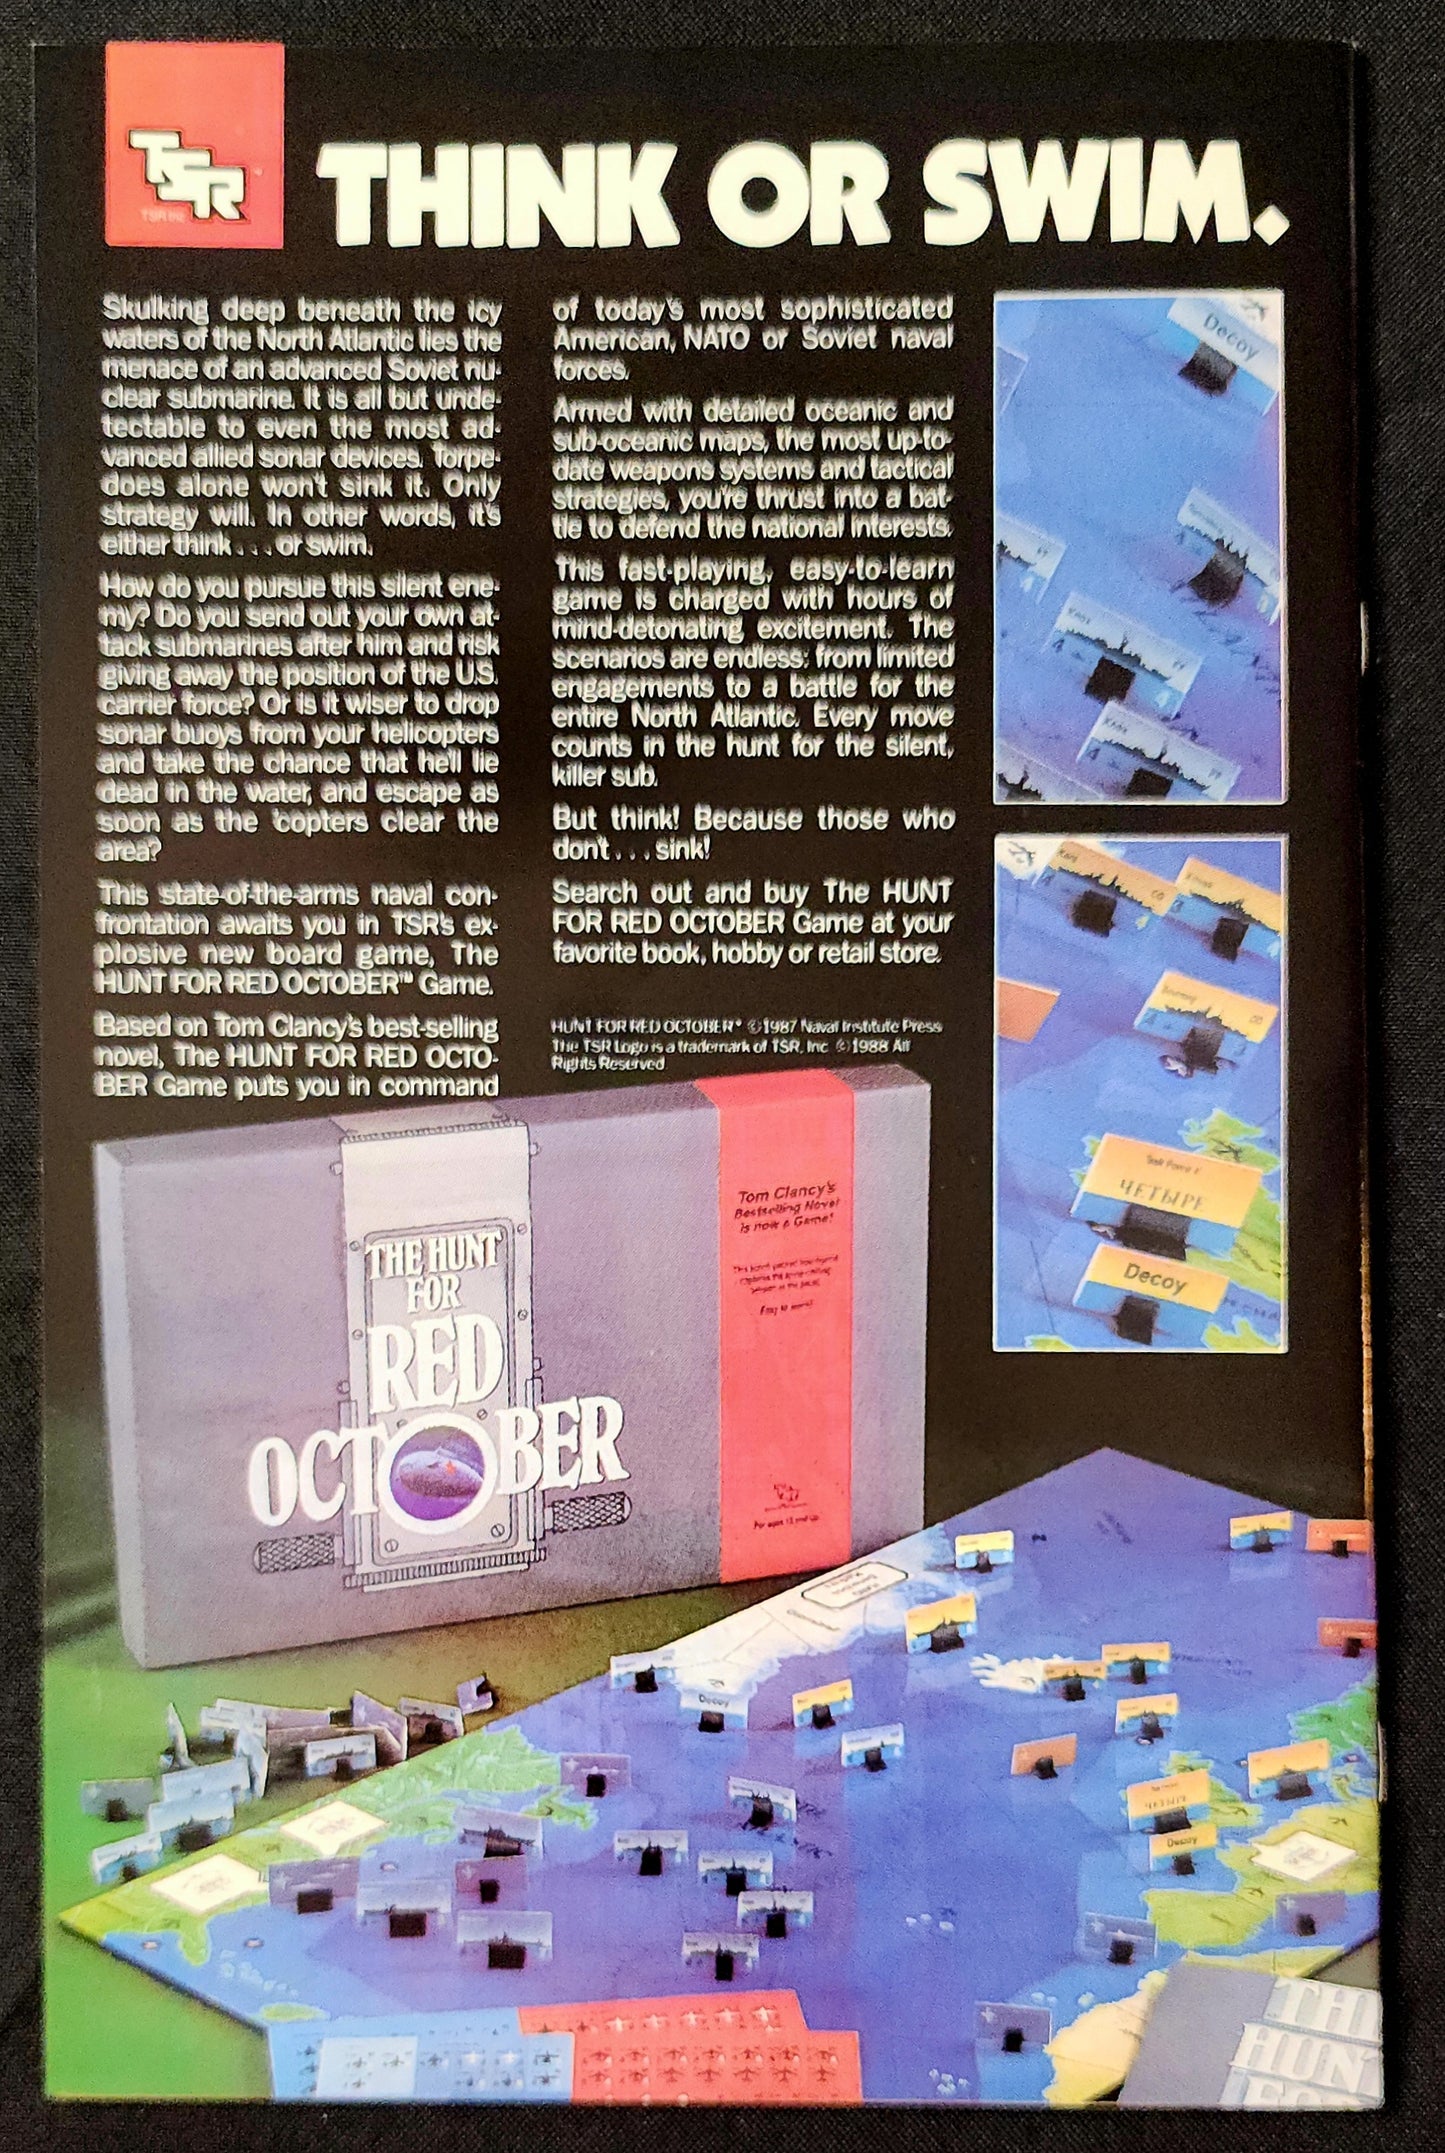 TSR
THINK OR SWIM.
Skulking deep beneath the icy
waters of the North Atlantic lies the
menace of an advanced Soviet nu-
clear submarine. It is all but unde-
tectable to even the most ad-
vanced allied sonar devices. Torpe-
does alone won't sink it. Only
strategy will. In other words, it's
either think . . . or swim.
How do you pursue this silent ene-
my? Do you send out your own at-
tack submarines after him and risk
giving away the position of the U.S.
carrier force? Or is it wiser to drop
sonar buoys from your helicopters
and take the chance that he'll lie
dead in the water, and escape as
soon as the 'copters clear the
area?
This state-of-the-arms naval con-
frontation awaits you in TSR's ex-
plosive new board game, The
HUNT FOR RED OCTOBER™ Game.
Based on Tom Clancy's best-selling
novel, The HUNT FOR RED OCTO-
BER Game puts you in command
of today's most sophisticated
American, NATO or Soviet naval
forces.
Armed with detailed oceanic and
sub-oceanic maps, the most up-to-
date weapons systems and tactical
strategies, you're thrust into a bat-
tle to defend the national interests.
This fast-playing, easy-to-learn
game is charged with hours of
mind-detonating excitement. The
scenarios are endless: from limited
engagements to a battle for the
entire North Atlantic. Every move
counts in the hunt for the silent,
killer sub.
But think! Because those who
don't . . . sink!
Search out and buy The HUNT
FOR RED OCTOBER Game at your
favorite book, hobby or retail store.
HUNT FOR RED OCTOBER ©1987 Naval Institute Press
The TSR Logo is a trademark of TSR, Inc. ©1988 All
Rights Reserved
Decoy
ЧЕТЫРЕ
Decoy
THE HUNT
FOR
RED
OCTOBER
Tom Clancy's
Bestselling Novel
is now a Game!
Easy to learn!
For ages 12 and up
Decoy
Decoy
THE
HUNT
FOR